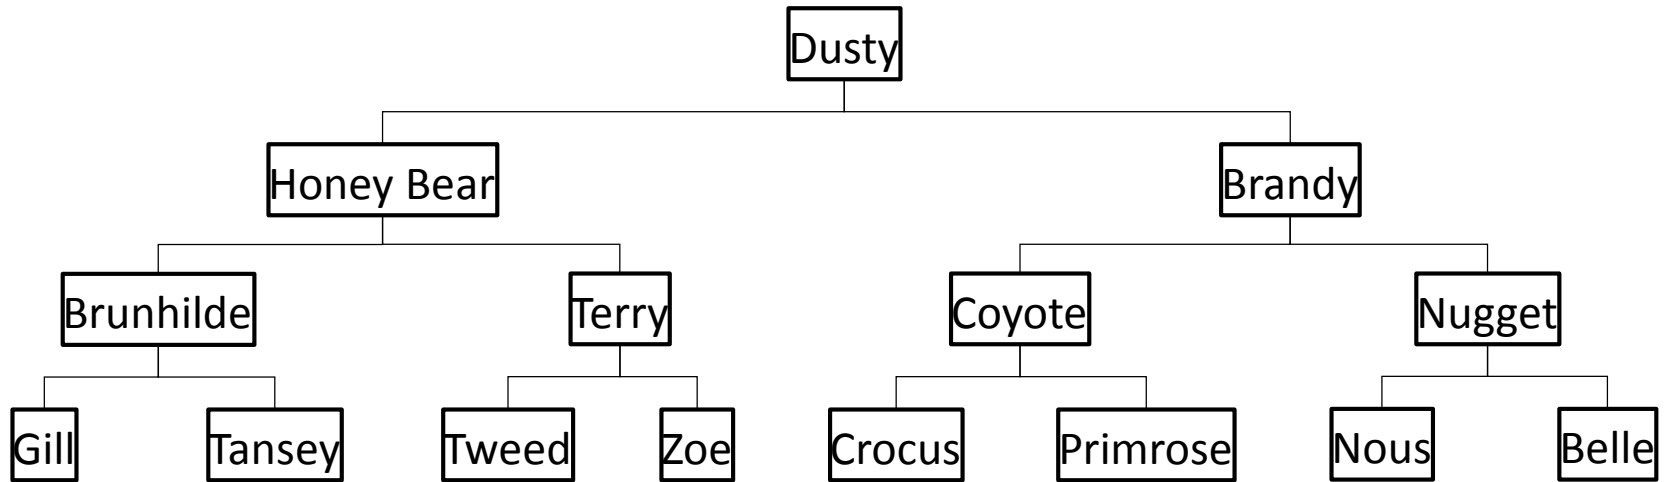 Dusty
Honey Bear
Brandy
Brunhilde
Terry
Coyote
Nugget
Gill
Tansey
Tweed
Zoe
Crocus
Primrose
Nous
Belle